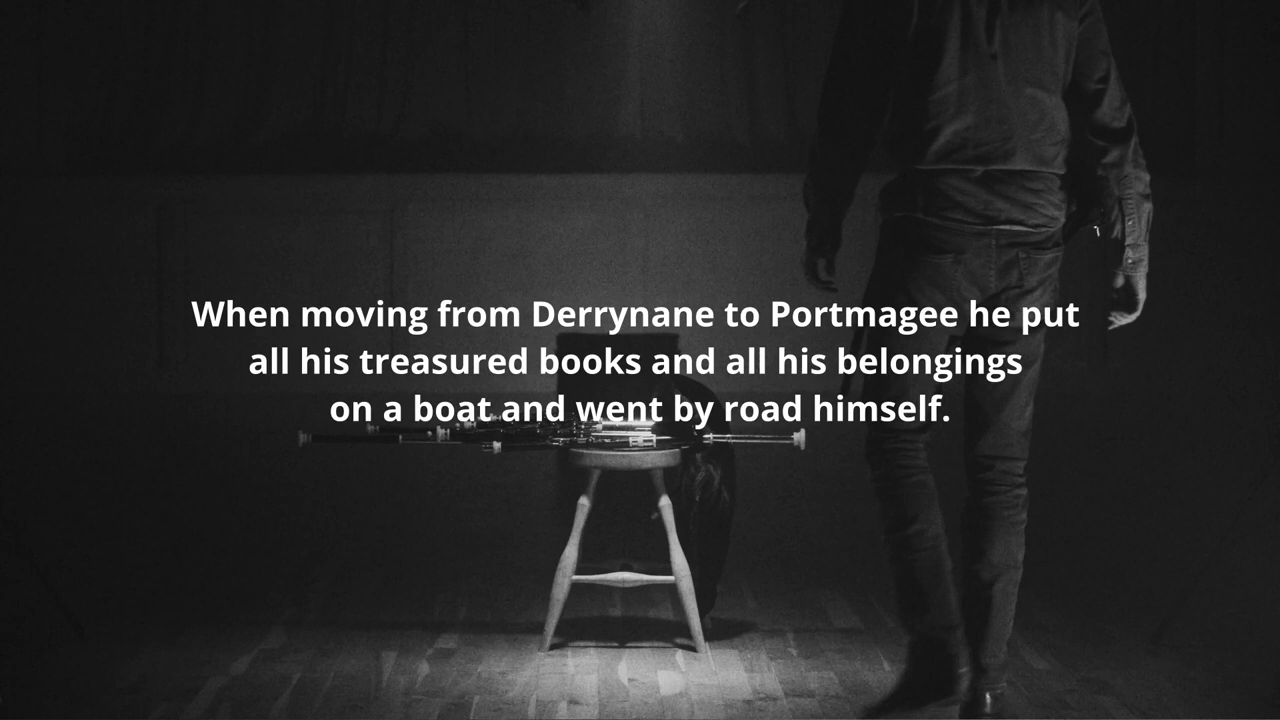 When moving from Derrynane to Portmagee he put
all his treasured books and all his belongings
on a boat and went by road himself.